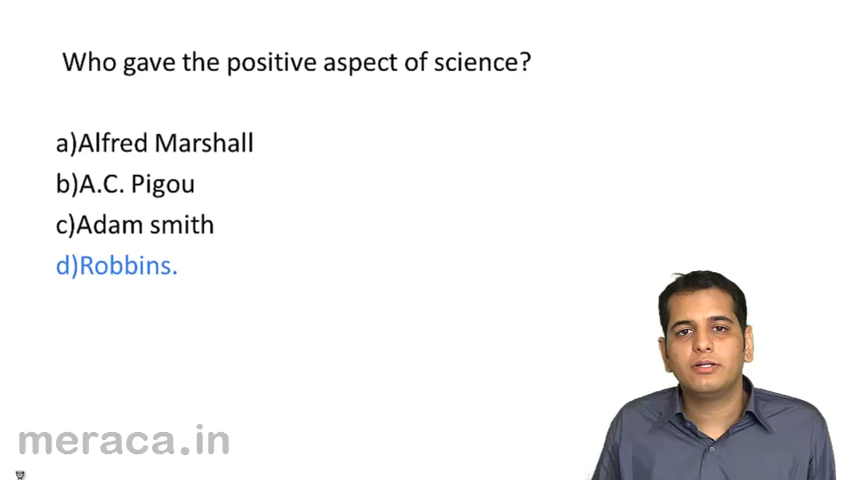 Who gave the positive aspect of science?
a)Alfred Marshall
b)A.C. Pigou
c)Adam smith
d)Robbins.
meraca.in